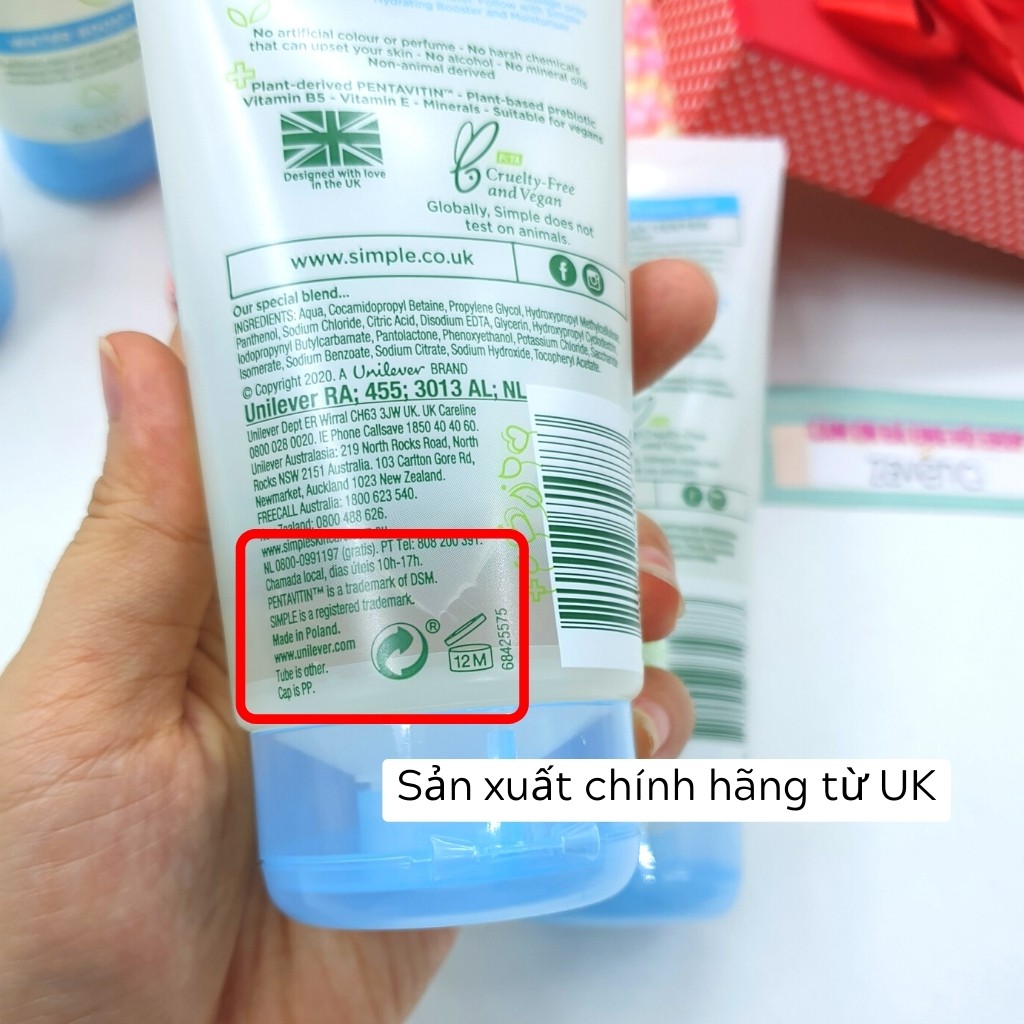 Hydrating Booster and Moisturiser
No artificial colour or perfume - No harsh chemicals
that can upset your skin - No alcohol - No mineral oils
Non-animal derived
Plant-derived PENTAVITIN™ - Plant-based prebiotic
Vitamin B5 - Vitamin E - Minerals - Suitable for vegans
Designed with love
in the UK
PETA
Cruelty-Free
and Vegan
Globally, Simple does not
test on animals.
www.simple.co.uk
Our special blend...
INGREDIENTS: Aqua, Cocamidopropyl Betaine, Propylene Glycol, Hydroxypropyl Methylcellulose,
Panthenol, Sodium Chloride, Citric Acid, Disodium EDTA, Glycerin, Hydroxypropyl Cyclodextrin,
Iodopropynyl Butylcarbamate, Pantolactone, Phenoxyethanol, Potassium Chloride, Saccharide
Isomerate, Sodium Benzoate, Sodium Citrate, Sodium Hydroxide, Tocopheryl Acetate.
© Copyright 2020. A Unilever BRAND
Unilever RA; 455; 3013 AL; NL
Unilever Dept ER Wirral CH63 3JW UK. UK Careline
0800 028 0020. IE Phone Callsave 1850 40 40 60.
Unilever Australasia: 219 North Rocks Road, North
Rocks NSW 2151 Australia. 103 Carlton Gore Rd,
Newmarket, Auckland 1023 New Zealand.
FREECALL Australia: 1800 623 540.
Zealand: 0800 488 626.
NL 0800-0991197 (gratis). PT Tel: 808 200 391.
Chamada local, dias úteis 10h-17h.
PENTAVITIN™ is a trademark of DSM.
SIMPLE is a registered trademark.
Made in Poland.
www.unilever.com
Tube is other.
Cap is PP.
®
12M
68425575
Sản xuất chính hãng từ UK